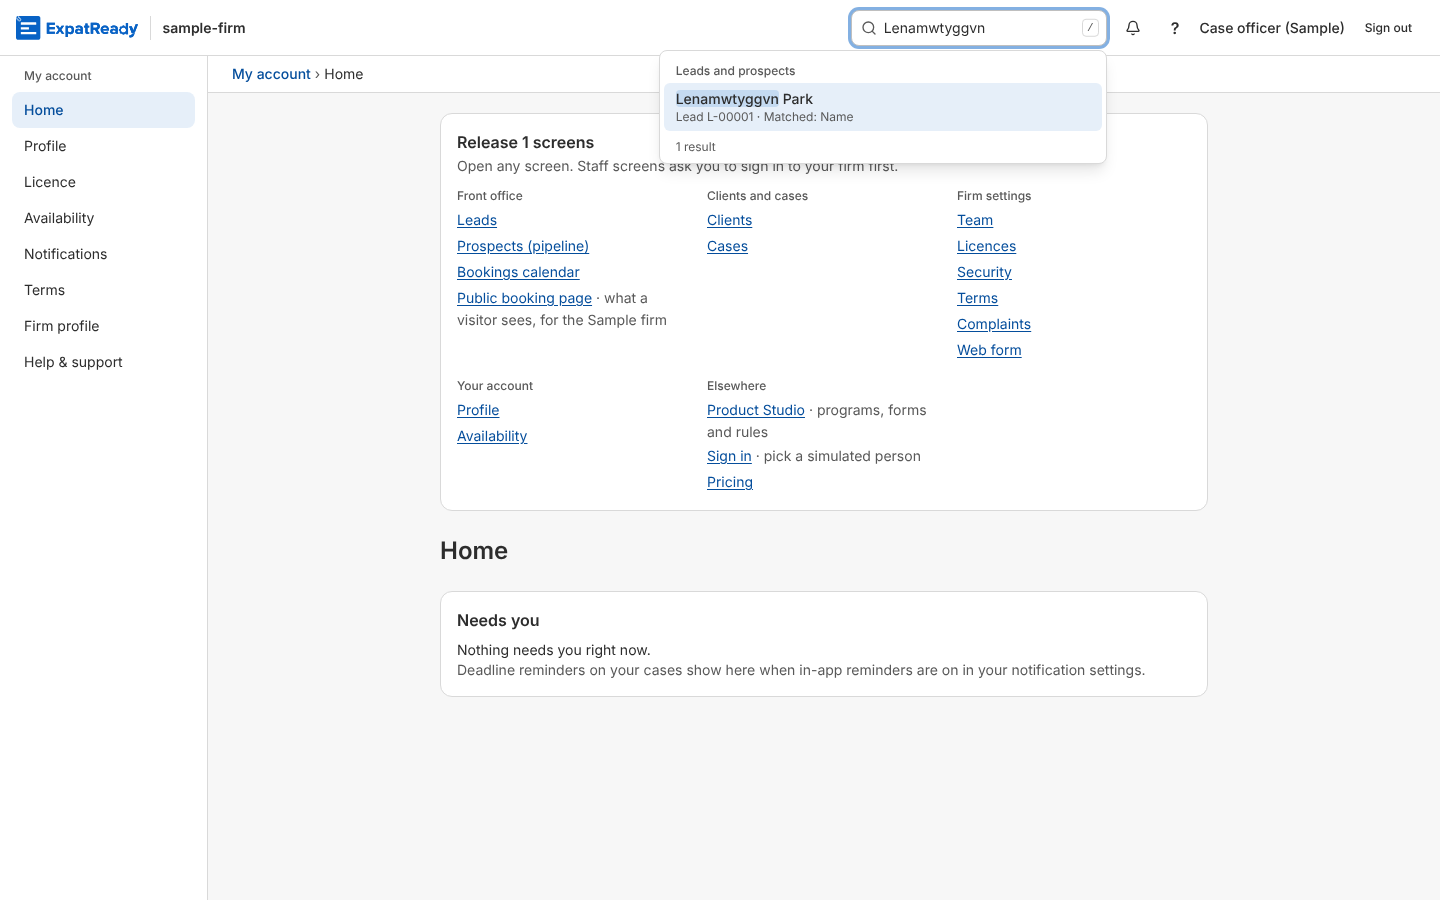 ExpatReady
sample-firm
Lenamwtyggvn
/
?
Case officer (Sample)
Sign out
My account
Home
Profile
Licence
Availability
Notifications
Terms
Firm profile
Help & support
My account › Home
Leads and prospects
Lenamwtyggvn Park
Lead L-00001 · Matched: Name
1 result
Release 1 screens
Open any screen. Staff screens ask you to sign in to your firm first.
Front office
Leads
Prospects (pipeline)
Bookings calendar
Public booking page · what a
visitor sees, for the Sample firm
Clients and cases
Clients
Cases
Firm settings
Team
Licences
Security
Terms
Complaints
Web form
Your account
Profile
Availability
Elsewhere
Product Studio · programs, forms
and rules
Sign in · pick a simulated person
Pricing
Home
Needs you
Nothing needs you right now.
Deadline reminders on your cases show here when in-app reminders are on in your notification settings.